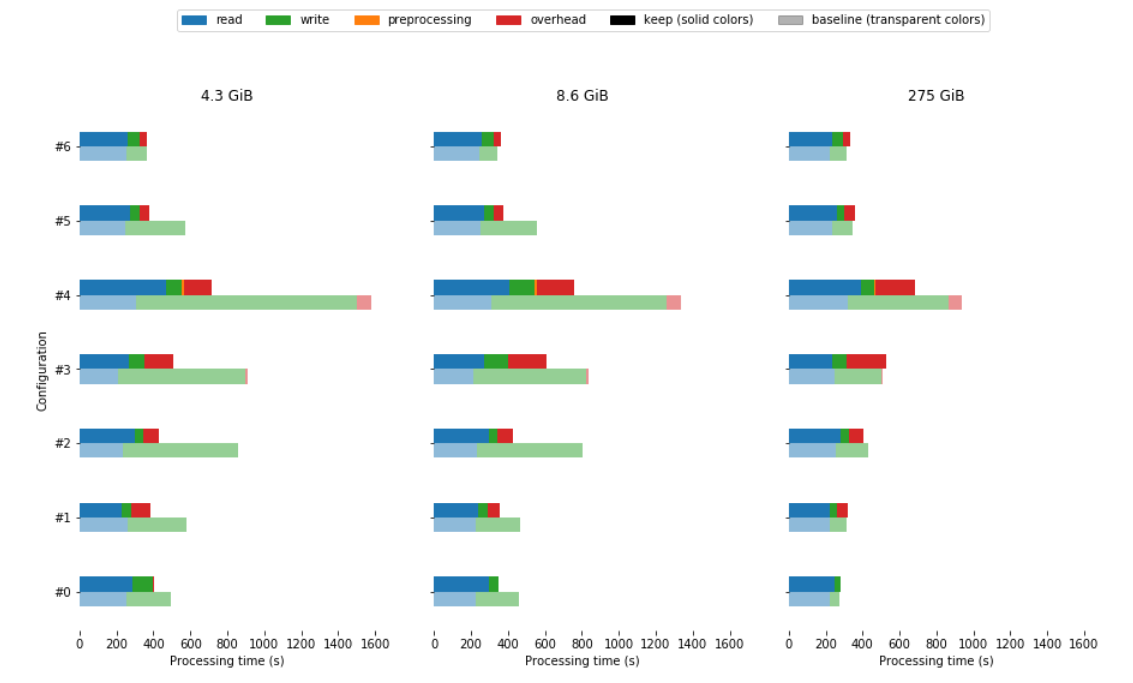 read write preprocessing overhead keep (solid colors) baseline (transparent colors)
4.3 GiB 8.6 GiB 275 GiB
Configuration
#6
#5
#4
#3
#2
#1
#0
0 200 400 600 800 1000 1200 1400 1600 0 200 400 600 800 1000 1200 1400 1600 0 200 400 600 800 1000 1200 1400 1600
Processing time (s) Processing time (s) Processing time (s)